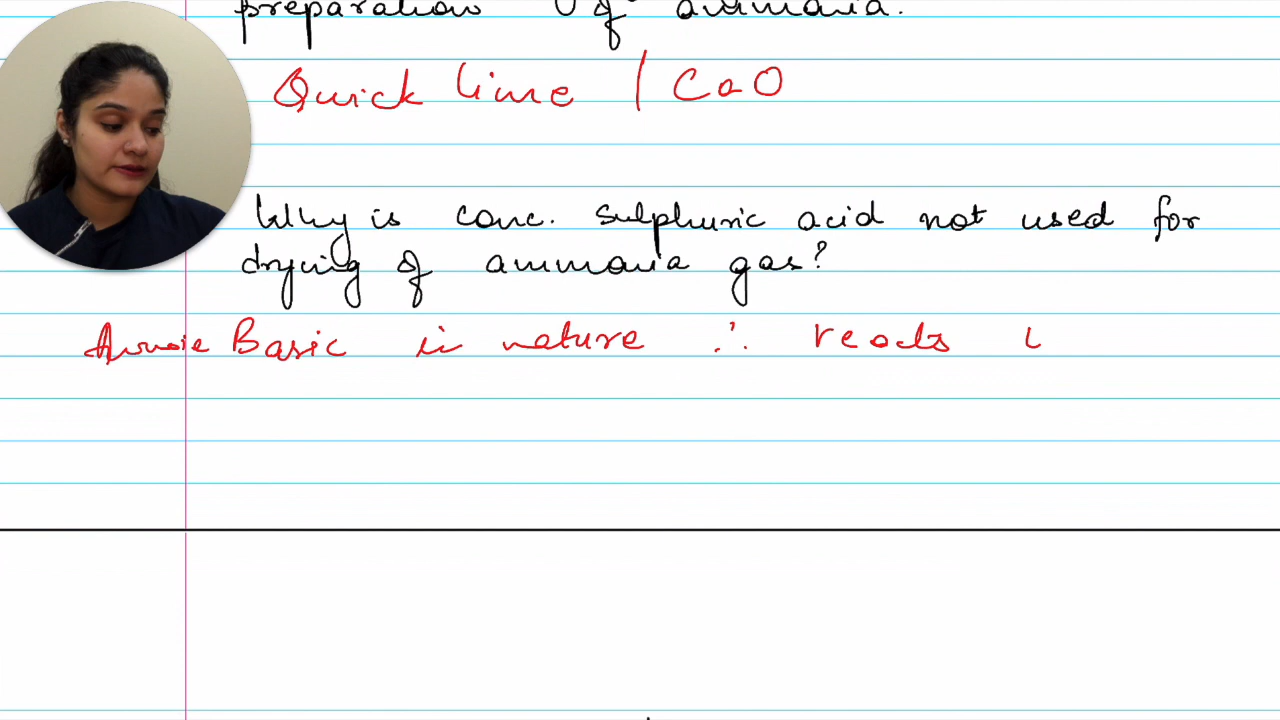 preparation of ammonia.
Quick lime / CaO
Why is conc. sulphuric acid not used for
drying of ammonia gas?
Basic in nature ∴ reacts